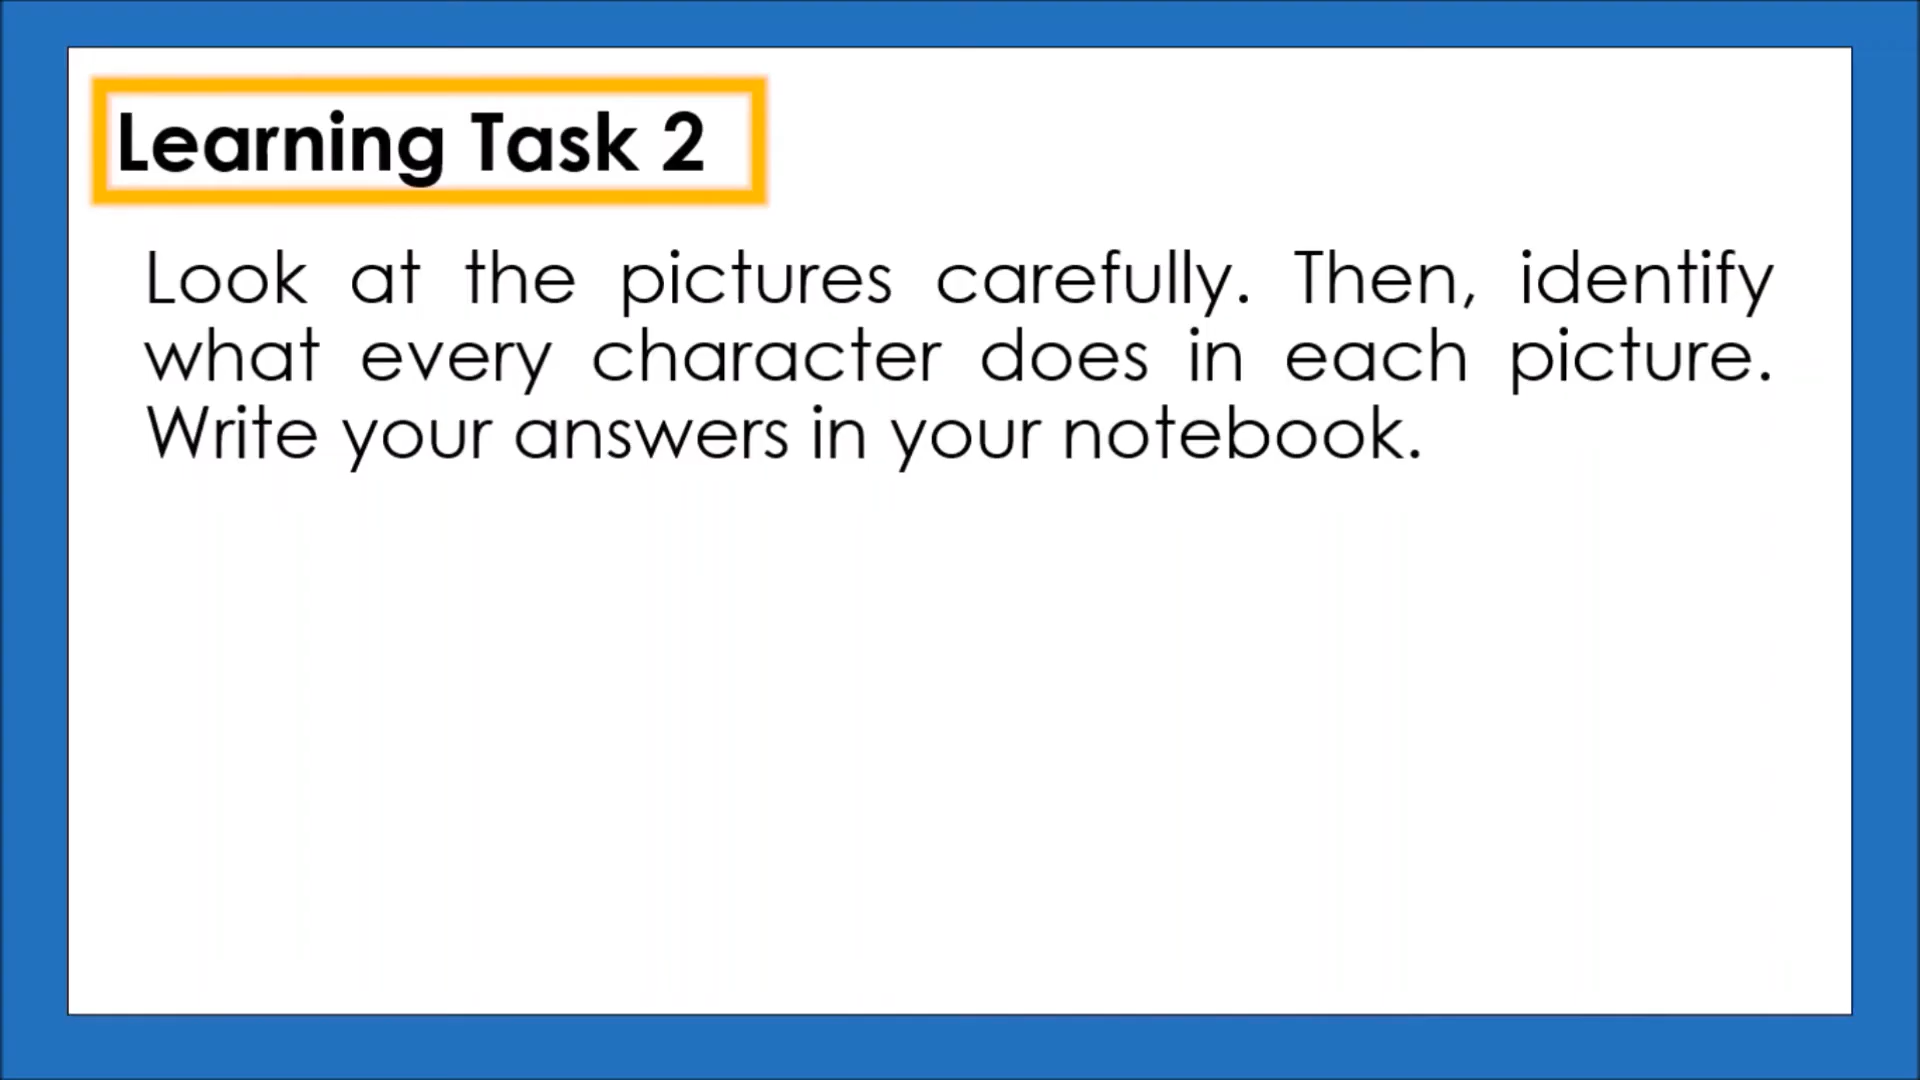 Learning Task 2
Look at the pictures carefully. Then, identify
what every character does in each picture.
Write your answers in your notebook.